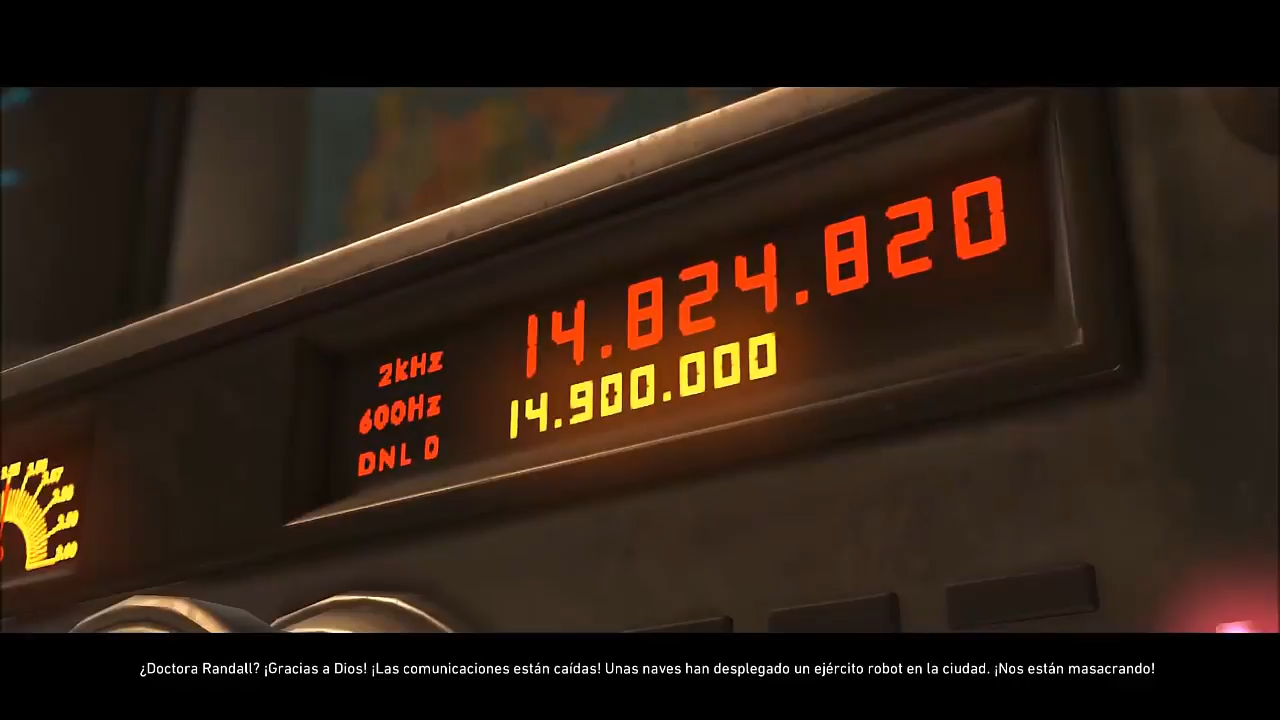 14.824.820
2kHz
14.900.000
600Hz
DNL 0
¿Doctora Randall? ¡Gracias a Dios! ¡Las comunicaciones están caídas! Unas naves han desplegado un ejército robot en la ciudad. ¡Nos están masacrando!